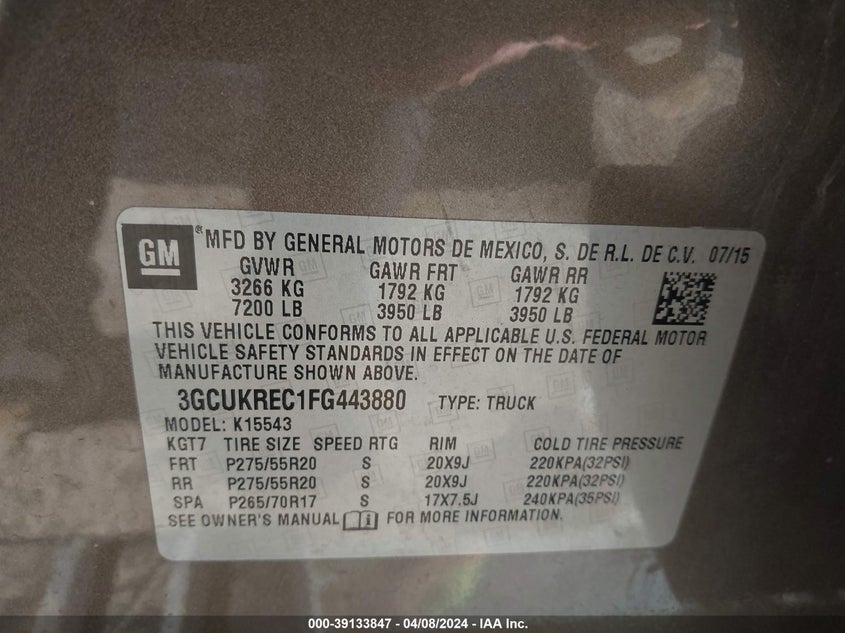 GM
® MFD BY GENERAL MOTORS DE MEXICO, S. DE R.L. DE C.V. 07/15
GVWR GAWR FRT GAWR RR
3266 KG 1792 KG 1792 KG
7200 LB 3950 LB 3950 LB
THIS VEHICLE CONFORMS TO ALL APPLICABLE U.S. FEDERAL MOTOR
VEHICLE SAFETY STANDARDS IN EFFECT ON THE DATE OF
MANUFACTURE SHOWN ABOVE.
3GCUKREC1FG443880 TYPE: TRUCK
MODEL: K15543
KGT7 TIRE SIZE SPEED RTG RIM COLD TIRE PRESSURE
FRT P275/55R20 S 20X9J 220KPA(32PSI)
RR P275/55R20 S 20X9J 220KPA(32PSI)
SPA P265/70R17 S 17X7.5J 240KPA(35PSI)
SEE OWNER'S MANUAL i FOR MORE INFORMATION.
000-39133847 - 04/08/2024 - IAA Inc.